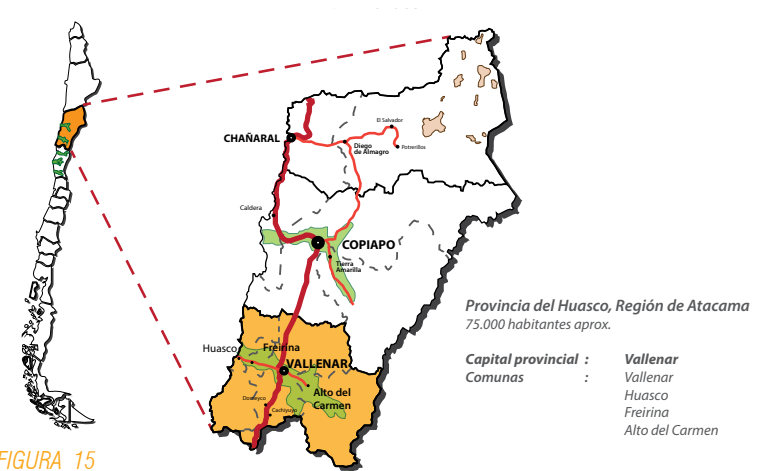 El Salvador
CHAÑARAL
Diego
de Almagro
Potrerillos
Caldera
COPIAPO
Tierra
Amarilla
Provincia del Huasco, Región de Atacama
75.000 habitantes aprox.
Huasco
Freirina
VALLENAR
Capital provincial : Vallenar
Comunas : Vallenar
Huasco
Freirina
Alto del Carmen
Alto del
Carmen
Domeyco
Cachiyuyo
FIGURA 15